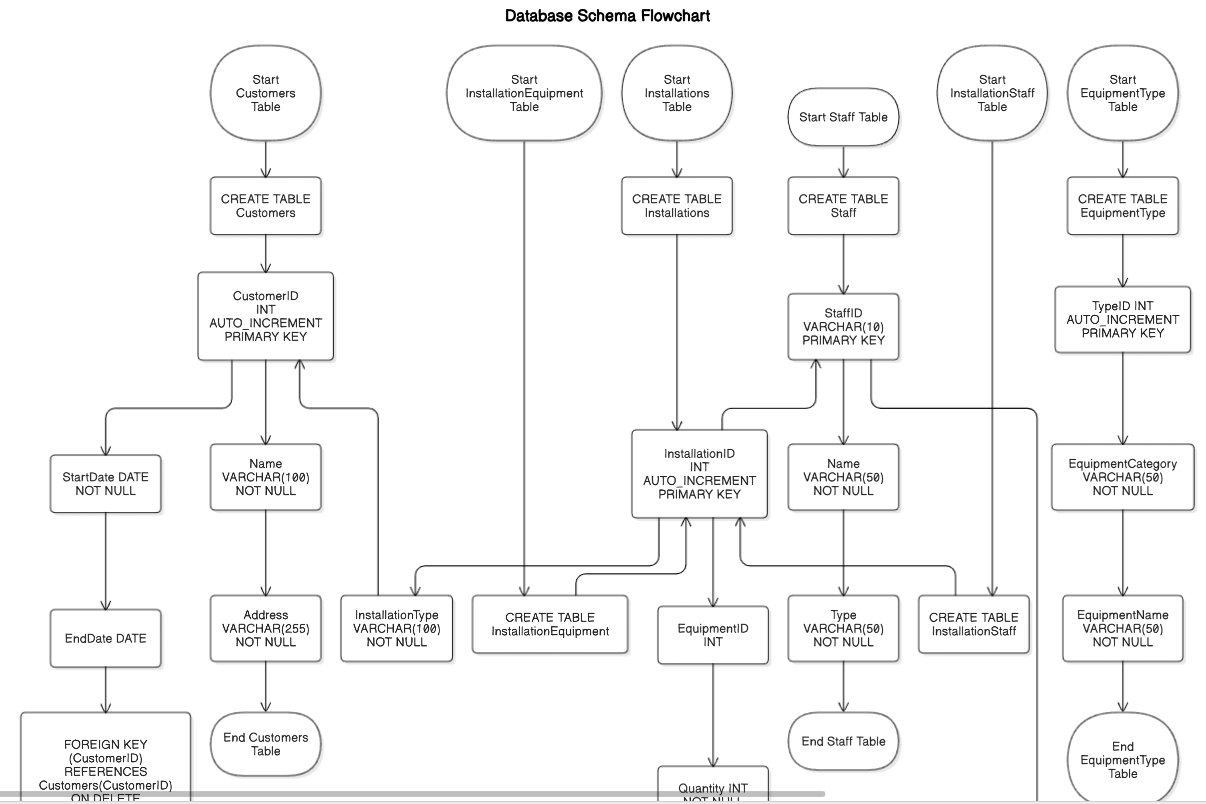 Database Schema Flowchart
Start
Customers
Table
Start
InstallationEquipment
Table
Start
Installations
Table
Start Staff Table
Start
InstallationStaff
Table
Start
EquipmentType
Table
CREATE TABLE
Customers
CREATE TABLE
Installations
CREATE TABLE
Staff
CREATE TABLE
EquipmentType
CustomerID
INT
AUTO_INCREMENT
PRIMARY KEY
StaffID
VARCHAR(10)
PRIMARY KEY
TypeID INT
AUTO_INCREMENT
PRIMARY KEY
StartDate DATE
NOT NULL
Name
VARCHAR(100)
NOT NULL
InstallationID
INT
AUTO_INCREMENT
PRIMARY KEY
Name
VARCHAR(50)
NOT NULL
EquipmentCategory
VARCHAR(50)
NOT NULL
EndDate DATE
Address
VARCHAR(255)
NOT NULL
InstallationType
VARCHAR(100)
NOT NULL
CREATE TABLE
InstallationEquipment
EquipmentID
INT
Type
VARCHAR(50)
NOT NULL
CREATE TABLE
InstallationStaff
EquipmentName
VARCHAR(50)
NOT NULL
FOREIGN KEY
(CustomerID)
REFERENCES
Customers(CustomerID)
ON DELETE
End Customers
Table
Quantity INT
NOT NULL
End Staff Table
End
EquipmentType
Table